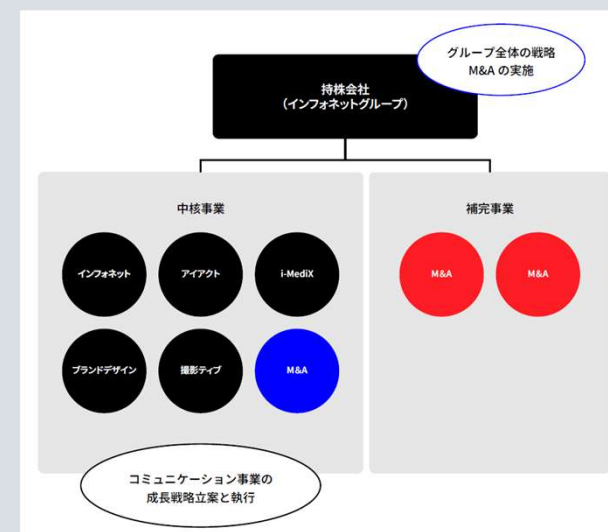 グループ全体の戦略
M&A の実施
持株会社
(インフォネットグループ)
中核事業
補完事業
インフォネット
アイアクト
i-MediX
M&A
M&A
ブランドデザイン
撮影ティブ
M&A
コミュニケーション事業の
成長戦略立案と執行